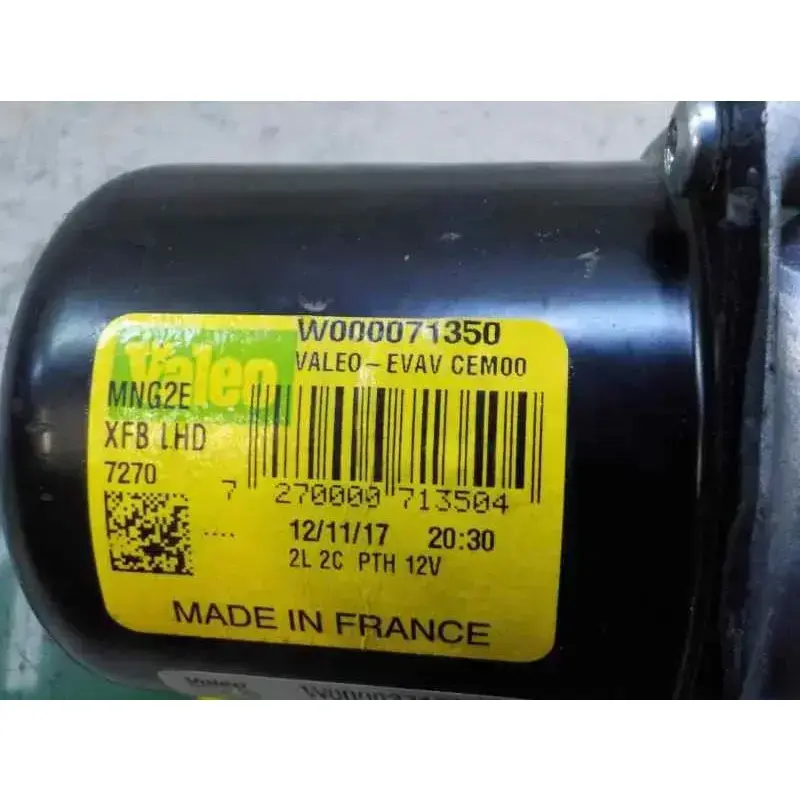 W000071350
Valeo
VALEO-EVAV CEM00
MNG2E
XFB LHD
7270
7 270000 713504
12/11/17 20:30
2L 2C PTH 12V
MADE IN FRANCE
Valeo